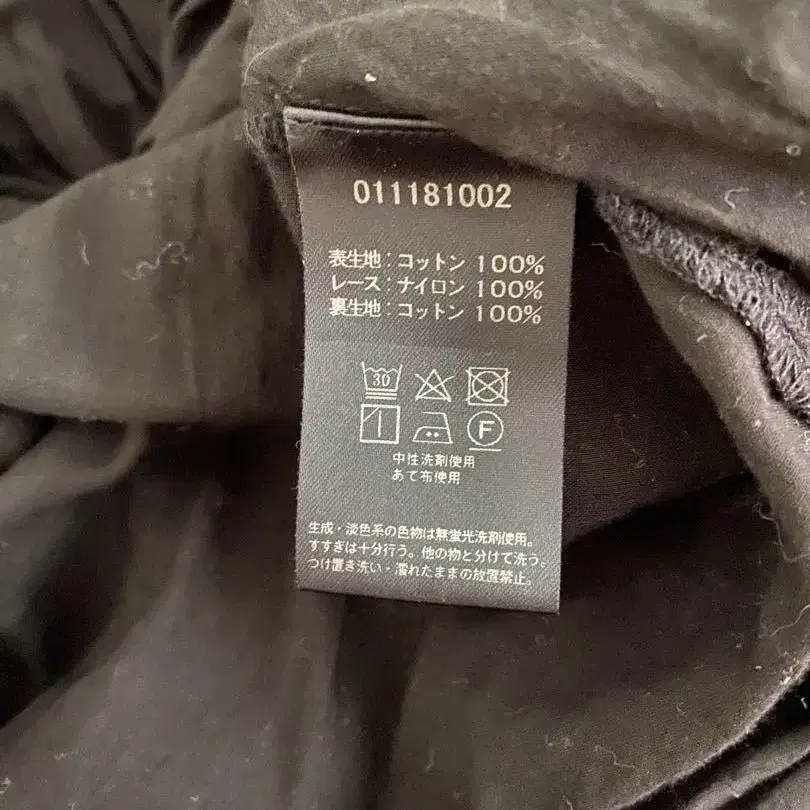 011181002
表生地：コットン 100%
レース：ナイロン 100%
裏生地：コットン 100%
30
F
中性洗剤使用
あて布使用
生成・淡色系の色物は無蛍光洗剤使用。
すすぎは十分行う。他の物と分けて洗う。
つけ置き洗い・濡れたままの放置禁止。